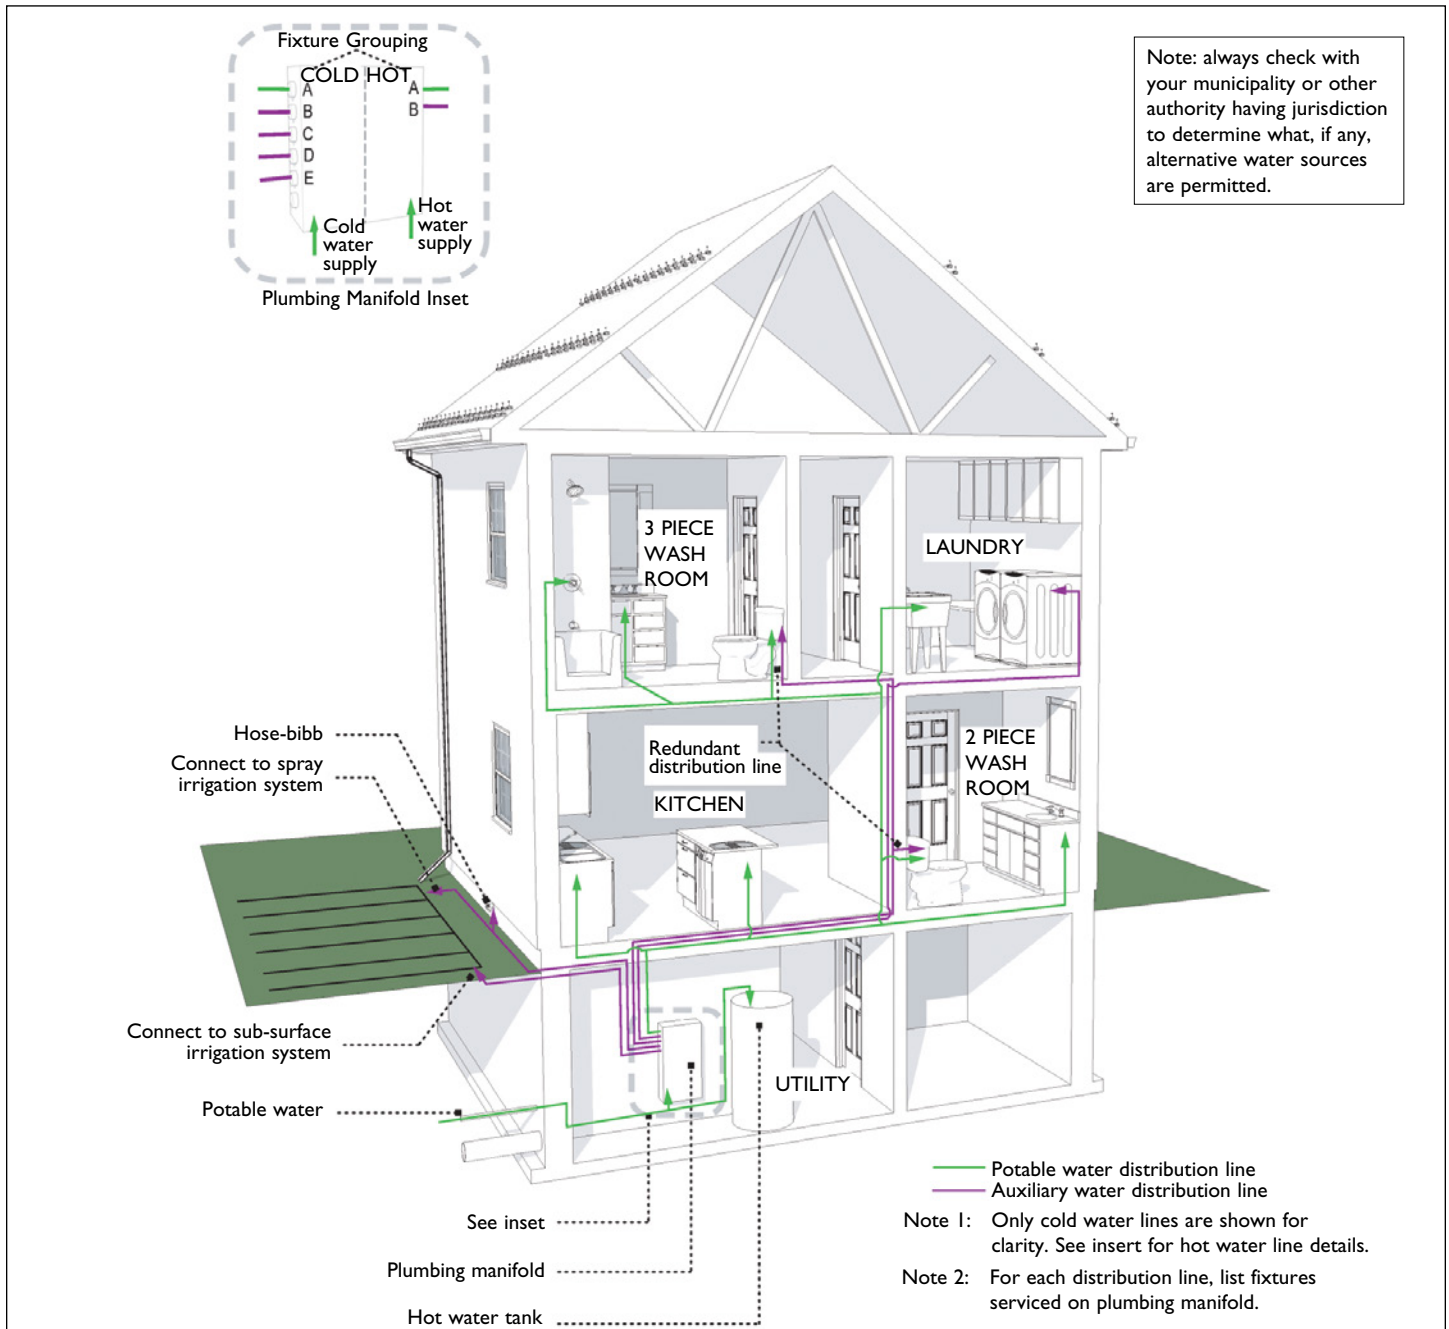 Fixture Grouping
COLD HOT
A
B
C
D
E
A
B
Cold
water
supply
Hot
water
supply
Plumbing Manifold Inset
Note: always check with
your municipality or other
authority having jurisdiction
to determine what, if any,
alternative water sources
are permitted.
3 PIECE
WASH
ROOM
LAUNDRY
Hose-bibb
Connect to spray
irrigation system
Redundant
distribution line
KITCHEN
2 PIECE
WASH
ROOM
Connect to sub-surface
irrigation system
Potable water
UTILITY
See inset
Plumbing manifold
Hot water tank
Potable water distribution line
Auxiliary water distribution line
Note 1: Only cold water lines are shown for
clarity. See insert for hot water line details.
Note 2: For each distribution line, list fixtures
serviced on plumbing manifold.